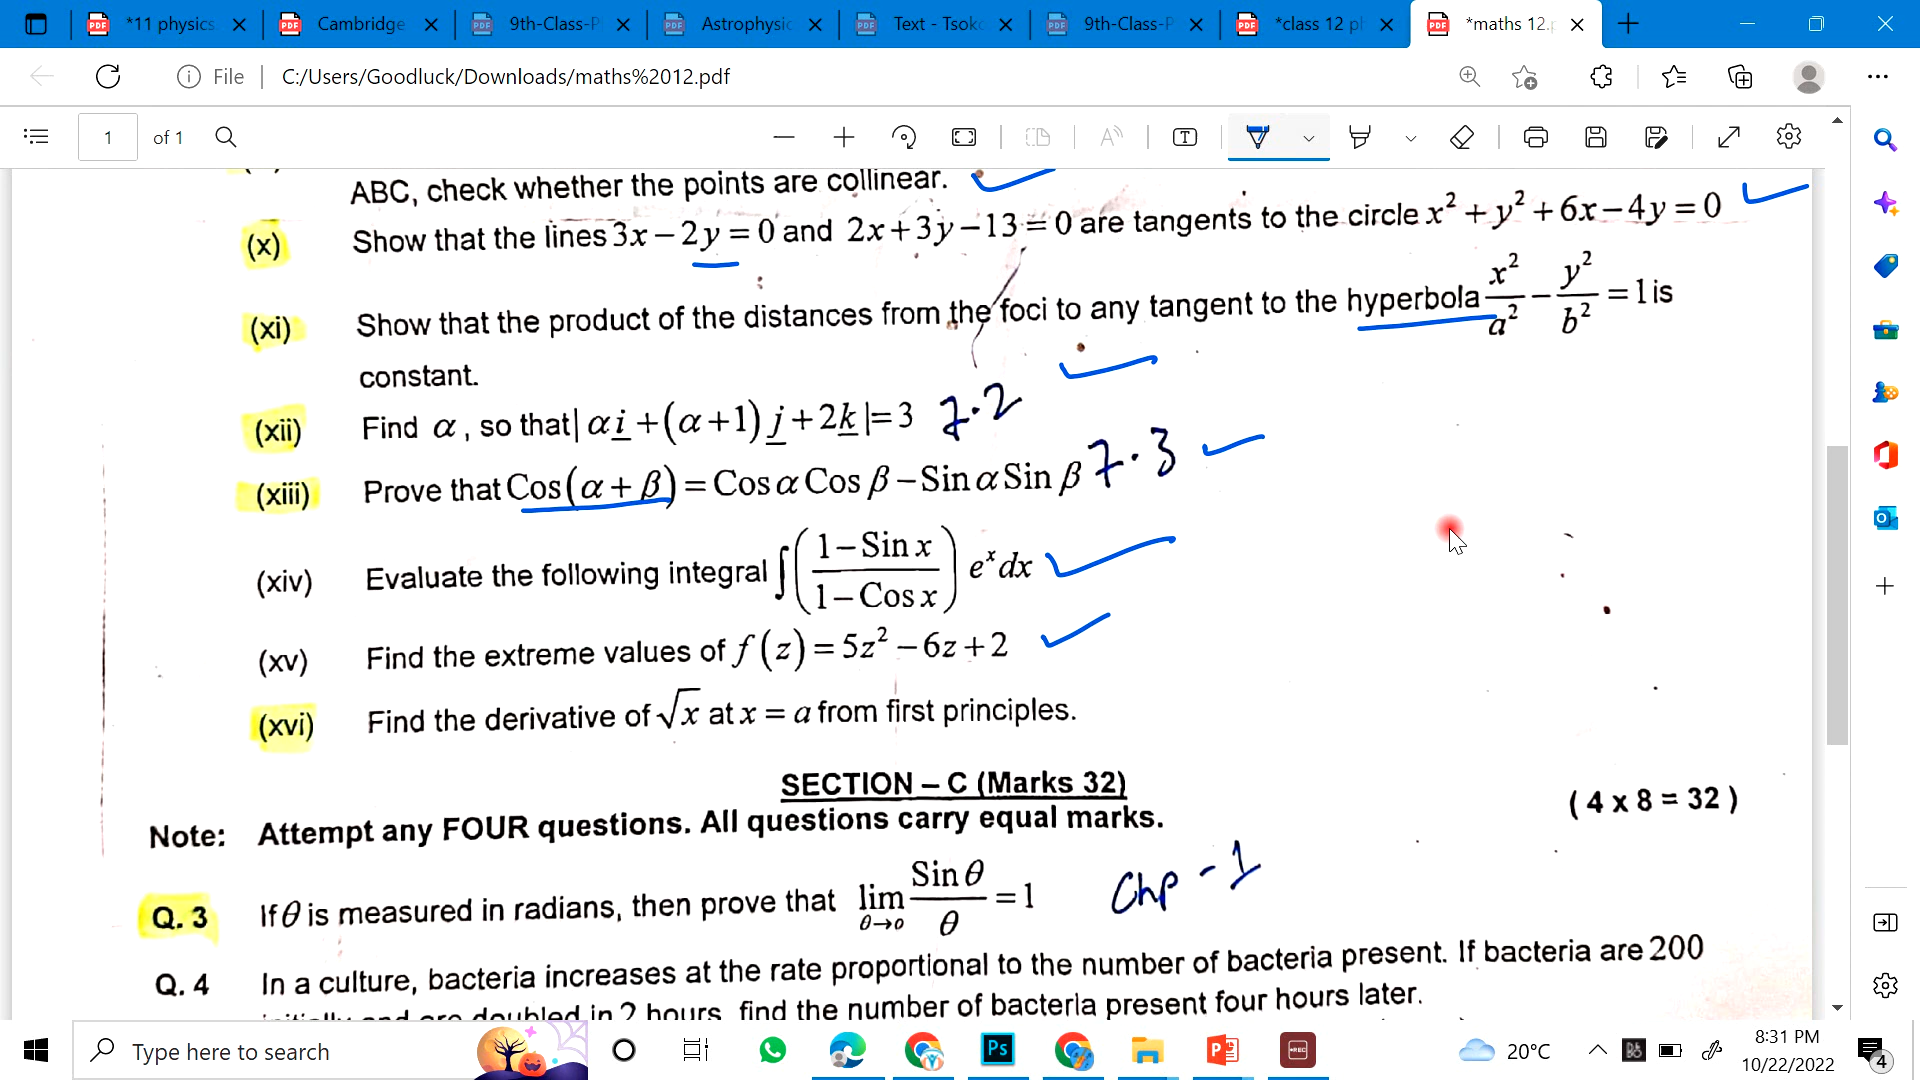 *11 physics
Cambridge
9th-Class-P
Astrophysic
Text - Tsok
9th-Class-P
*class 12 ph
*maths 12.p
File
C:/Users/Goodluck/Downloads/maths%2012.pdf
1 of 1
ABC, check whether the points are collinear.
(x) Show that the lines 3x − 2y = 0 and 2x + 3y − 13 = 0 are tangents to the circle x² + y² + 6x − 4y = 0
(xi) Show that the product of the distances from the foci to any tangent to the hyperbola x²/a² − y²/b² = 1 is
constant.
(xii) Find α, so that |αi + (α+1)j + 2k| = 3 7.2
(xiii) Prove that Cos(α + β) = Cos α Cos β − Sin α Sin β 7.3
(xiv) Evaluate the following integral ∫((1 − Sin x)/(1 − Cos x)) eˣ dx
(xv) Find the extreme values of f(z) = 5z² − 6z + 2
(xvi) Find the derivative of √x at x = a from first principles.
SECTION – C (Marks 32)
Note: Attempt any FOUR questions. All questions carry equal marks. ( 4 x 8 = 32 )
Q. 3 If θ is measured in radians, then prove that lim θ→0 Sin θ/θ = 1 Chp - 1
Q. 4 In a culture, bacteria increases at the rate proportional to the number of bacteria present. If bacteria are 200
initially and are doubled in 2 hours, find the number of bacteria present four hours later.
Type here to search
Ps
20°C
8:31 PM
10/22/2022
4